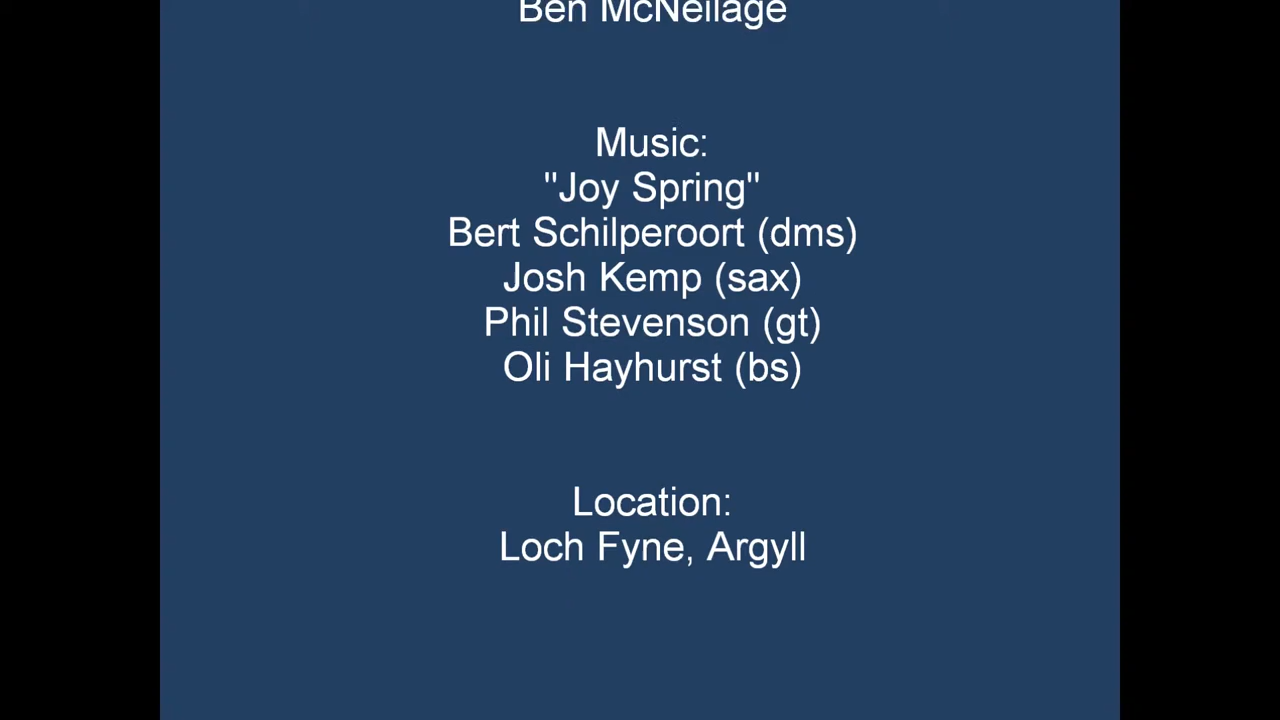 Ben McNeilage
Music:
"Joy Spring"
Bert Schilperoort (dms)
Josh Kemp (sax)
Phil Stevenson (gt)
Oli Hayhurst (bs)
Location:
Loch Fyne, Argyll